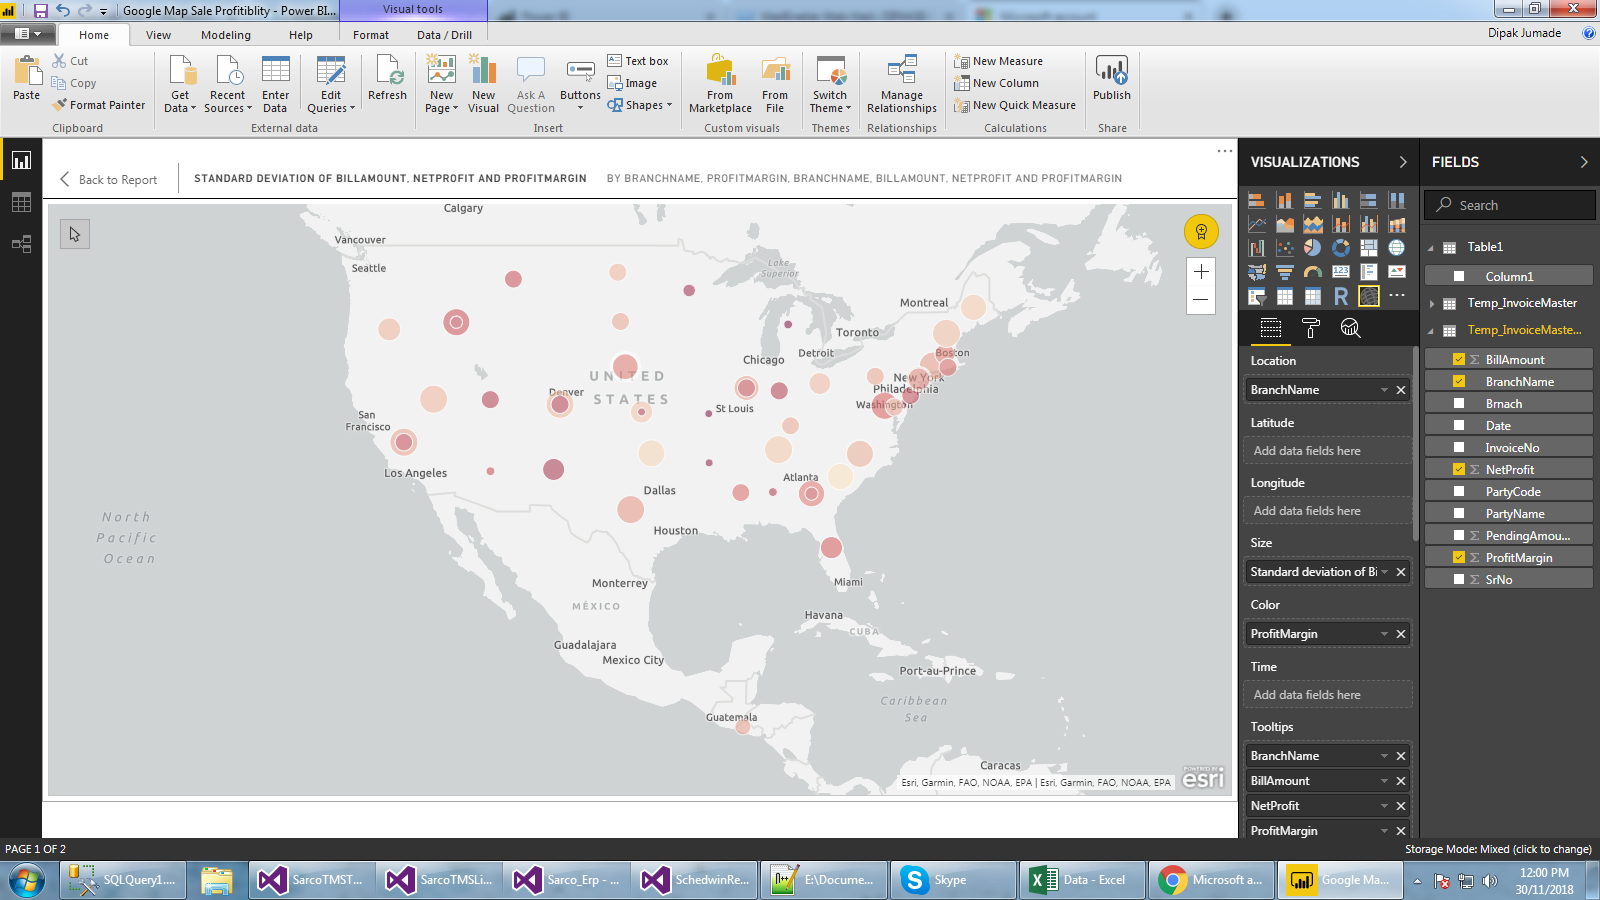 Google Map Sale Profitiblity - Power BI...
Visual tools
Home
View
Modeling
Help
Format
Data / Drill
Dipak Jumade
Paste
Cut
Copy
Format Painter
Clipboard
Get Data
Recent Sources
Enter Data
Edit Queries
Refresh
External data
New Page
New Visual
Ask A Question
Buttons
Text box
Image
Shapes
Insert
From Marketplace
From File
Custom visuals
Switch Theme
Themes
Manage Relationships
Relationships
New Measure
New Column
New Quick Measure
Calculations
Publish
Share
Back to Report
STANDARD DEVIATION OF BILLAMOUNT, NETPROFIT AND PROFITMARGIN
BY BRANCHNAME, PROFITMARGIN, BRANCHNAME, BILLAMOUNT, NETPROFIT AND PROFITMARGIN
Calgary
Vancouver
Seattle
Lake Superior
Montreal
Toronto
Chicago
Detroit
Boston
UNITED STATES
New York
Philadelphia
Denver
St Louis
Washington
San Francisco
Los Angeles
Atlanta
Dallas
Houston
North Pacific Ocean
Miami
Monterrey
MÉXICO
Havana
CUBA
Guadalajara
Mexico City
Port-au-Prince
Caribbean Sea
Guatemala
Caracas
Esri, Garmin, FAO, NOAA, EPA | Esri, Garmin, FAO, NOAA, EPA
POWERED BY
esri
VISUALIZATIONS
R
123
Location
BranchName
Latitude
Add data fields here
Longitude
Add data fields here
Size
Standard deviation of Bi
Color
ProfitMargin
Time
Add data fields here
Tooltips
BranchName
BillAmount
NetProfit
ProfitMargin
FIELDS
Search
Table1
Column1
Temp_InvoiceMaster
Temp_InvoiceMaste...
BillAmount
BranchName
Brnach
Date
InvoiceNo
NetProfit
PartyCode
PartyName
PendingAmou...
ProfitMargin
SrNo
PAGE 1 OF 2
Storage Mode: Mixed (click to change)
SQLQuery1....
SarcoTMST...
SarcoTMSLi...
Sarco_Erp - ...
SchedwinRe...
E:\Docume...
Skype
Data - Excel
Microsoft a...
Google Ma...
12:00 PM
30/11/2018